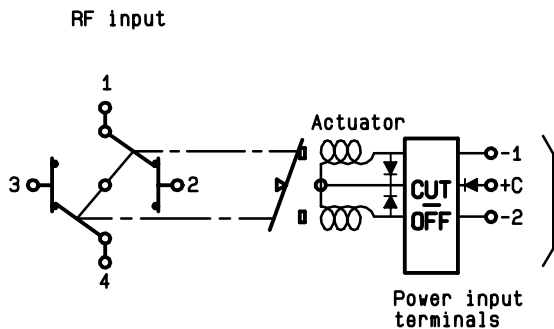 RF input
1
Actuator
-1
3
2
CUT
+C
OFF
-2
4
Power input
terminals